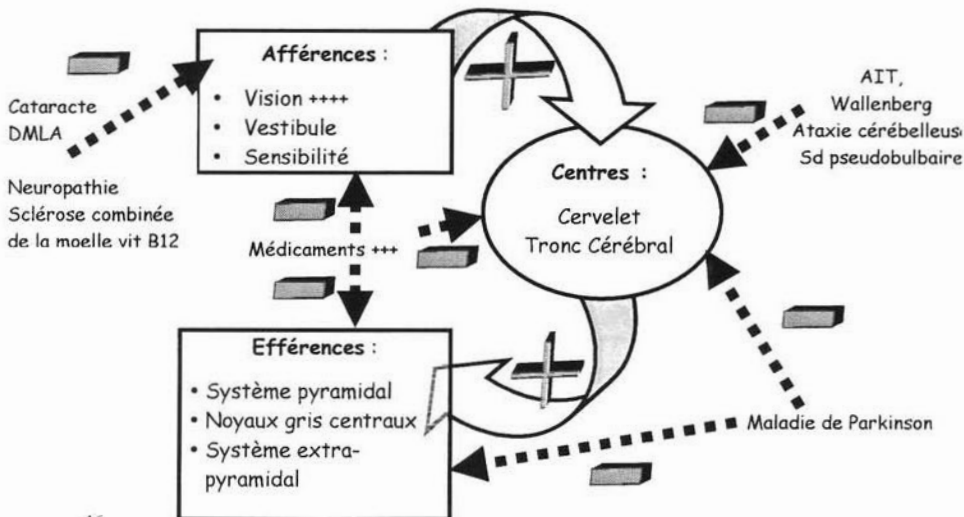 Afférences :
• Vision ++++
• Vestibule
• Sensibilité
Cataracte
DMLA
Neuropathie
Sclérose combinée
de la moelle vit B12
AIT,
Wallenberg
Ataxie cérébelleus
Sd pseudobulbaire
Centres :
Cervelet
Tronc Cérébral
Médicaments +++
Efférences :
• Système pyramidal
• Noyaux gris centraux
• Système extra-
pyramidal
Maladie de Parkinson